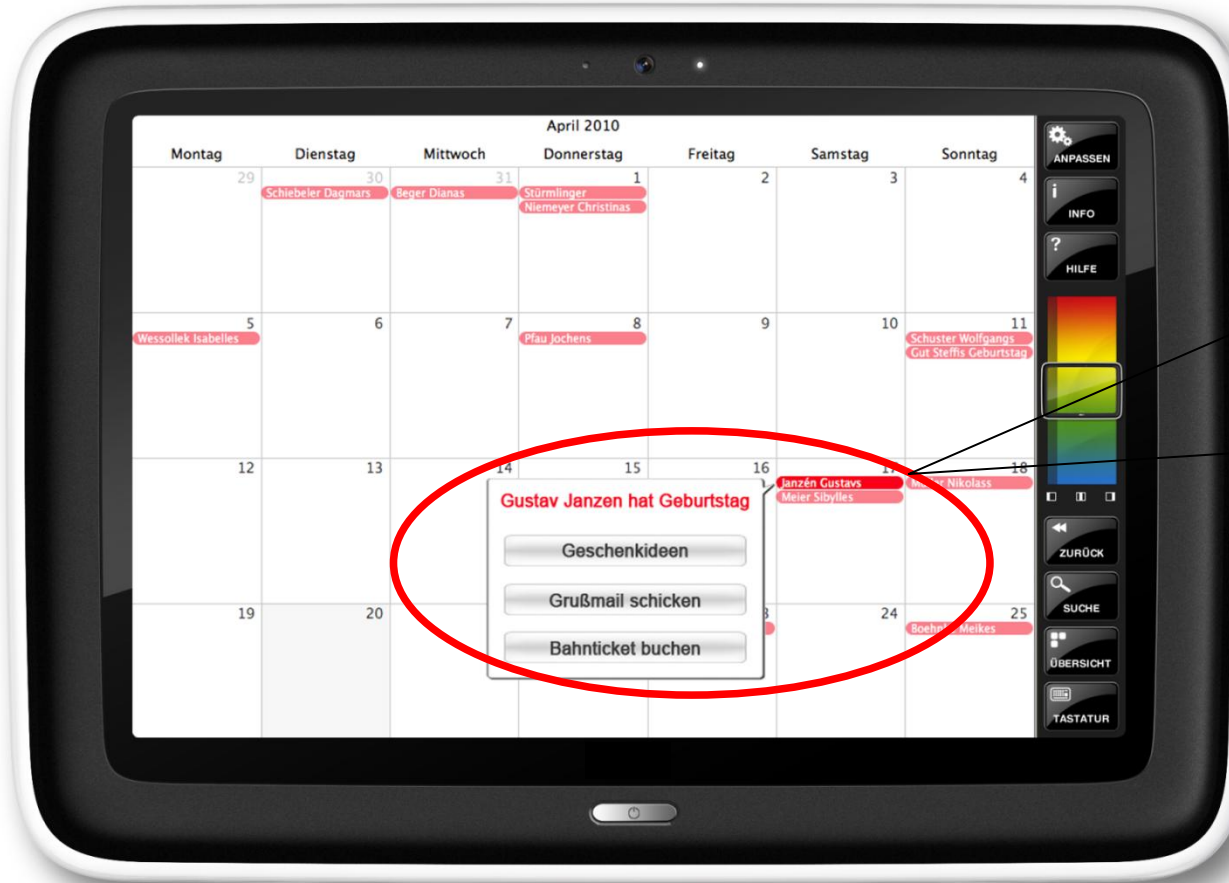 April 2010
Montag Dienstag Mittwoch Donnerstag Freitag Samstag Sonntag
29 30 31 1 2 3 4
Schiebeler Dagmars Beger Dianas Stürmlinger
Niemeyer Christinas
5 6 7 8 9 10 11
Wessollek Isabelles Pfau Jochens Schuster Wolfgangs
Gut Steffis Geburtstag
12 13 14 15 16 17 18
Janzén Gustavs Meier Nikolass
Meier Sibylles
Gustav Janzen hat Geburtstag
Geschenkideen
Grußmail schicken
Bahnticket buchen
19 20 24 25
Meikes
ANPASSEN
i
INFO
?
HILFE
ZURÜCK
SUCHE
ÜBERSICHT
TASTATUR